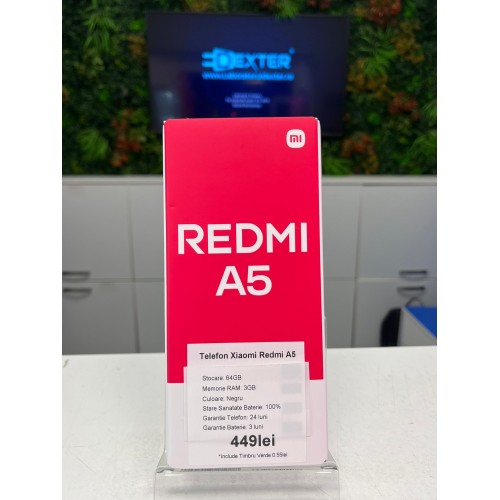 DEXTER
mi
REDMI
A5
Telefon Xiaomi Redmi A5
Stocare: 64GB
Memorie RAM: 3GB
Culoare: Negru
Stare Sanatate Baterie: 100%
Garantie Telefon: 24 luni
Garantie Baterie: 3 luni
449lei
*Include Timbru Verde 0.55lei